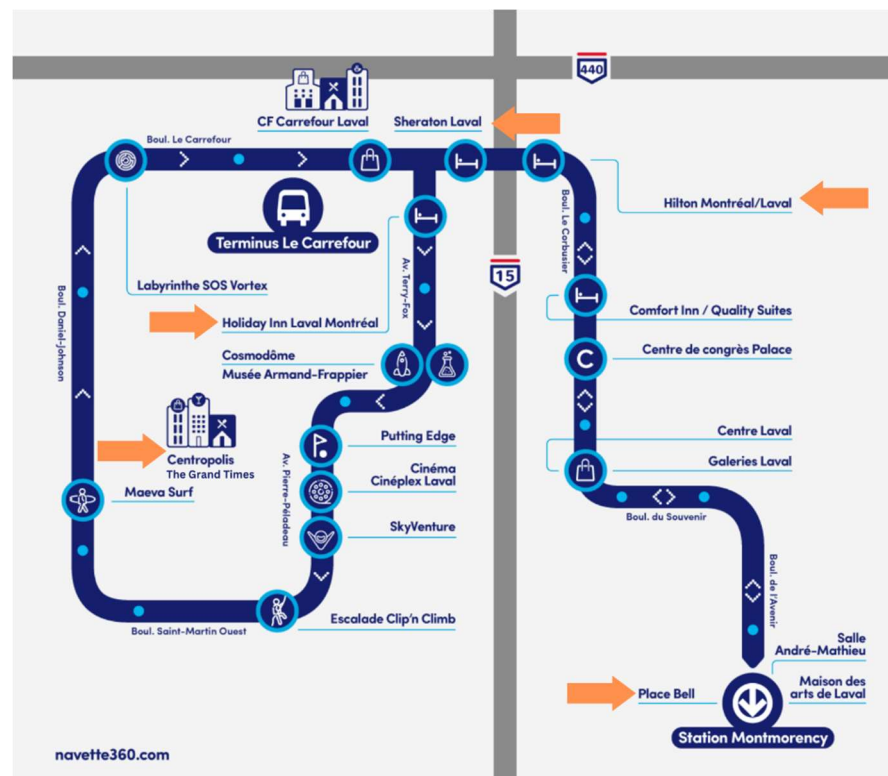 440
CF Carrefour Laval
Sheraton Laval
Boul. Le Carrefour
Hilton Montréal/Laval
Terminus Le Carrefour
Boul. Le Corbusier
15
Labyrinthe SOS Vortex
Av. Terry-Fox
Boul. Daniel-Johnson
Holiday Inn Laval Montréal
Comfort Inn / Quality Suites
Cosmodôme
Musée Armand-Frappier
C
Centre de congrès Palace
Putting Edge
Centre Laval
Centropolis
The Grand Times
Av. Pierre-Péladeau
Cinéma
Cinéplex Laval
Galeries Laval
Maeva Surf
SkyVenture
Boul. du Souvenir
Boul. de l'Avenir
Escalade Clip'n Climb
Boul. Saint-Martin Ouest
Salle
André-Mathieu
Place Bell
Maison des
arts de Laval
Station Montmorency
navette360.com